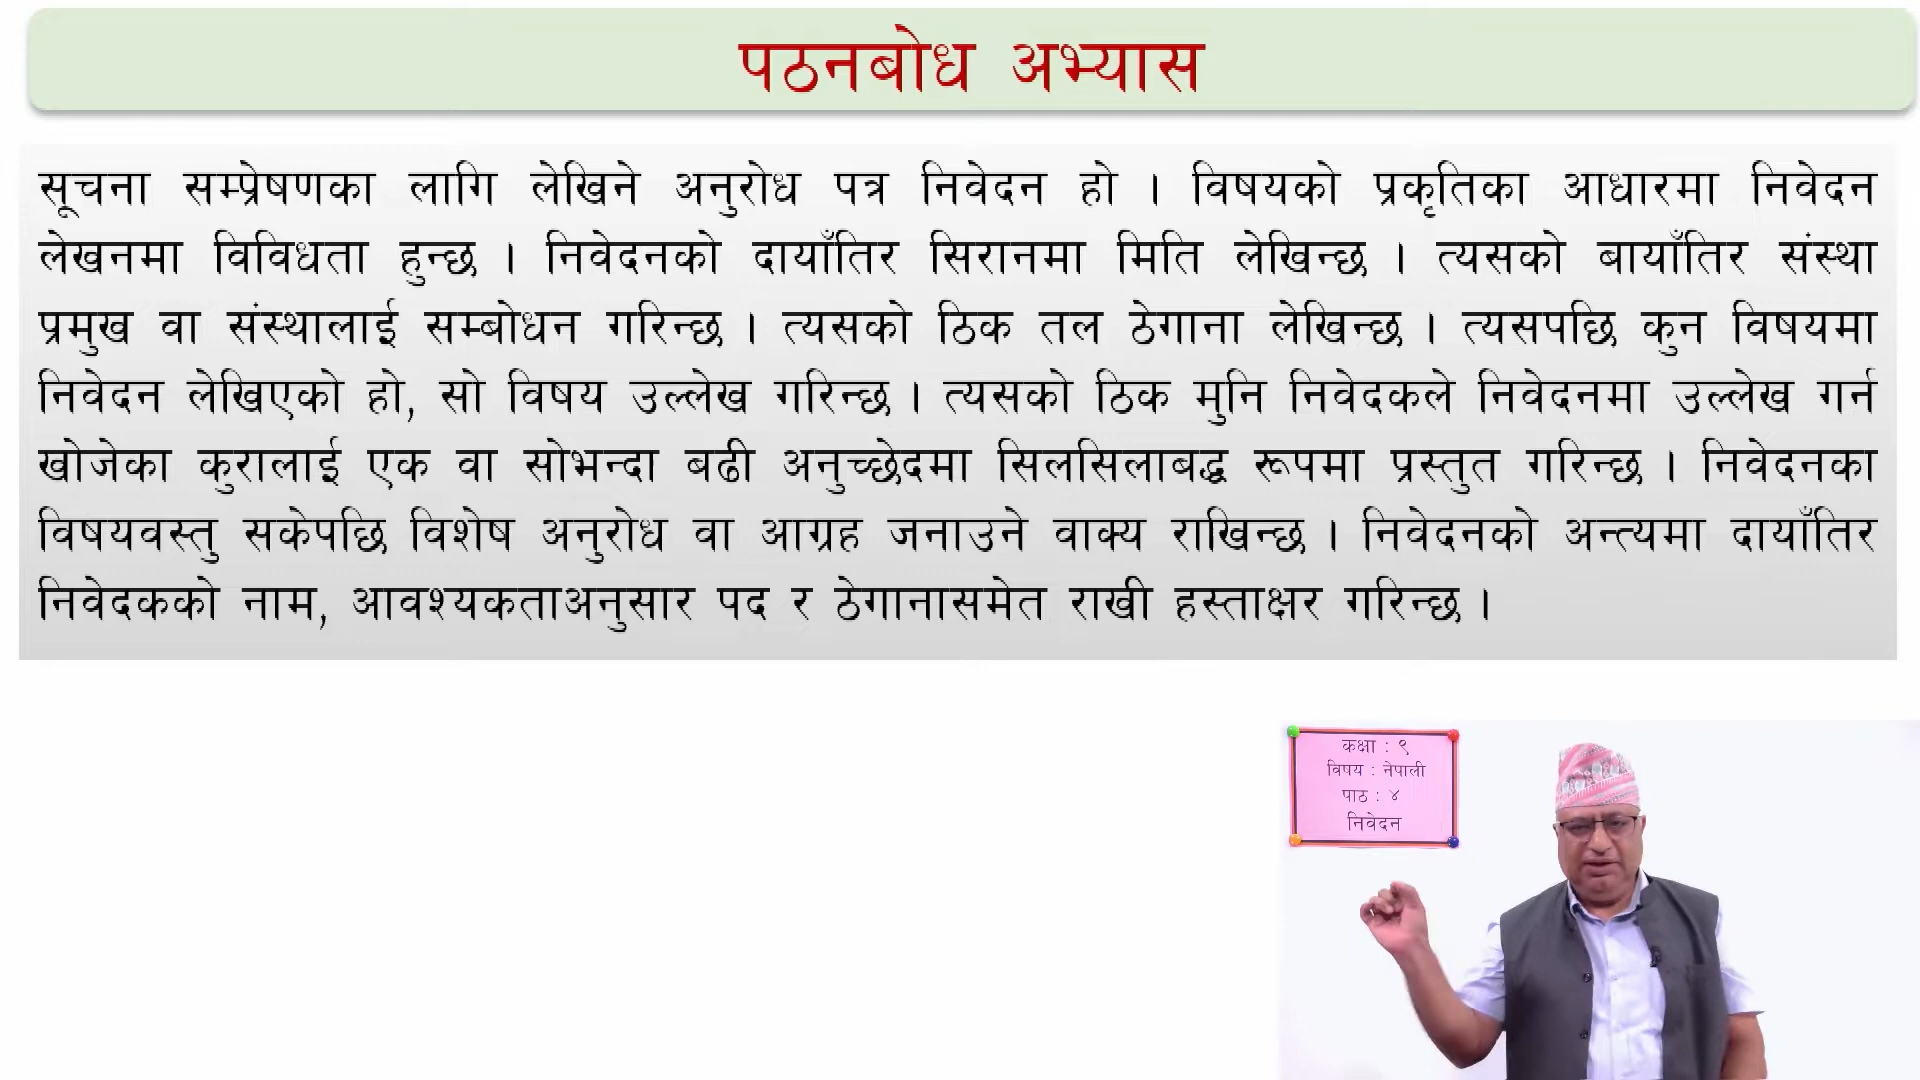 पठनबोध अभ्यास
सूचना सम्प्रेषणका लागि लेखिने अनुरोध पत्र निवेदन हो । विषयको प्रकृतिका आधारमा निवेदन
लेखनमा विविधता हुन्छ । निवेदनको दायाँतिर सिरानमा मिति लेखिन्छ । त्यसको बायाँतिर संस्था
प्रमुख वा संस्थालाई सम्बोधन गरिन्छ । त्यसको ठिक तल ठेगाना लेखिन्छ । त्यसपछि कुन विषयमा
निवेदन लेखिएको हो, सो विषय उल्लेख गरिन्छ । त्यसको ठिक मुनि निवेदकले निवेदनमा उल्लेख गर्न
खोजेका कुरालाई एक वा सोभन्दा बढी अनुच्छेदमा सिलसिलाबद्ध रूपमा प्रस्तुत गरिन्छ । निवेदनका
विषयवस्तु सकेपछि विशेष अनुरोध वा आग्रह जनाउने वाक्य राखिन्छ । निवेदनको अन्त्यमा दायाँतिर
निवेदकको नाम, आवश्यकताअनुसार पद र ठेगानासमेत राखी हस्ताक्षर गरिन्छ ।
कक्षा : ९
विषय : नेपाली
पाठ : ४
निवेदन